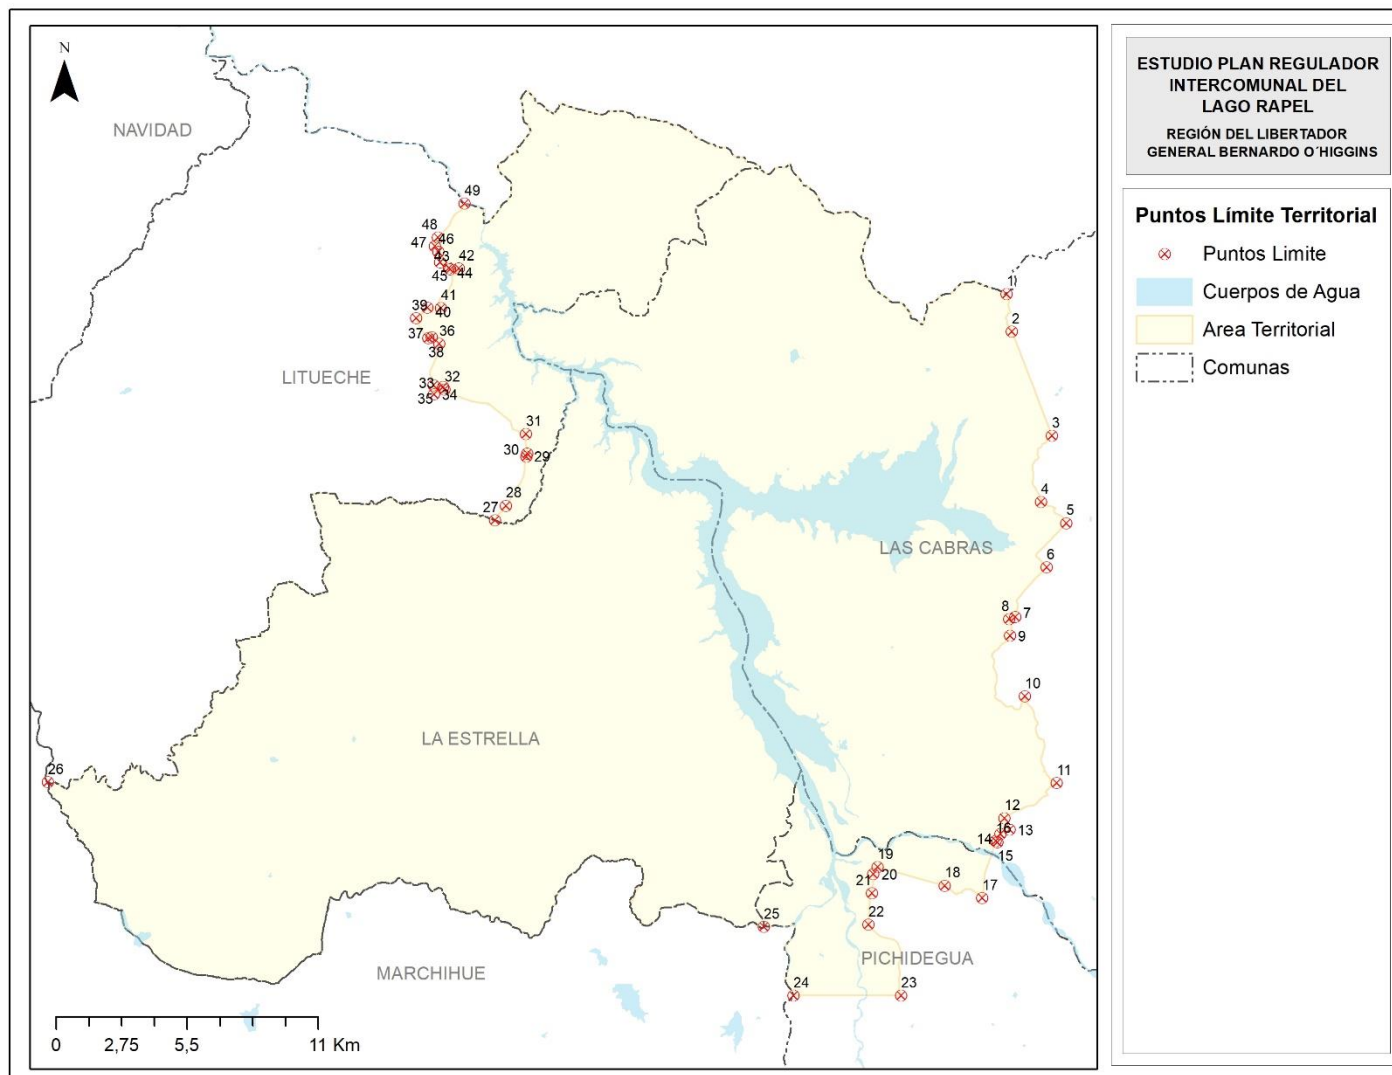 N
NAVIDAD
49
48
46
47
43
42
45
44
41
39
40
36
37
38
LITUECHE
33
32
34
35
31
30
29
28
27
1
2
3
4
5
LAS CABRAS
6
8
7
9
10
LA ESTRELLA
26
11
12
16
13
14
15
19
20
21
18
17
25
22
MARCHIHUE
PICHIDEGUA
24
23
0 2,75 5,5 11 Km
ESTUDIO PLAN REGULADOR
INTERCOMUNAL DEL
LAGO RAPEL
REGIÓN DEL LIBERTADOR
GENERAL BERNARDO O´HIGGINS
Puntos Límite Territorial
Puntos Limite
Cuerpos de Agua
Area Territorial
Comunas